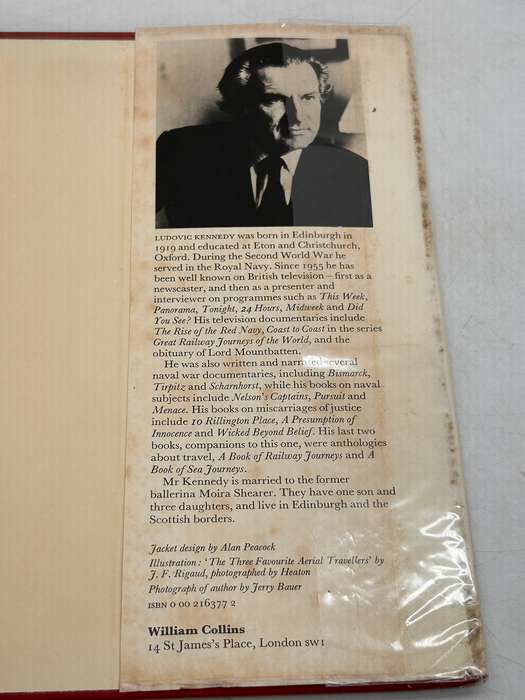 LUDOVIC KENNEDY was born in Edinburgh in
1919 and educated at Eton and Christchurch,
Oxford. During the Second World War he
served in the Royal Navy. Since 1955 he has
been well known on British television – first as a
newscaster, and then as a presenter and
interviewer on programmes such as This Week,
Panorama, Tonight, 24 Hours, Midweek and Did
You See? His television documentaries include
The Rise of the Red Navy, Coast to Coast in the series
Great Railway Journeys of the World, and the
obituary of Lord Mountbatten.
He was also written and narrated several
naval war documentaries, including Bismarck,
Tirpitz and Scharnhorst, while his books on naval
subjects include Nelson's Captains, Pursuit and
Menace. His books on miscarriages of justice
include 10 Rillington Place, A Presumption of
Innocence and Wicked Beyond Belief. His last two
books, companions to this one, were anthologies
about travel, A Book of Railway Journeys and A
Book of Sea Journeys.
Mr Kennedy is married to the former
ballerina Moira Shearer. They have one son and
three daughters, and live in Edinburgh and the
Scottish borders.
Jacket design by Alan Peacock
Illustration: 'The Three Favourite Aerial Travellers' by
J. F. Rigaud, photographed by Heaton
Photograph of author by Jerry Bauer
ISBN 0 00 216377 2
William Collins
14 St James's Place, London SW1